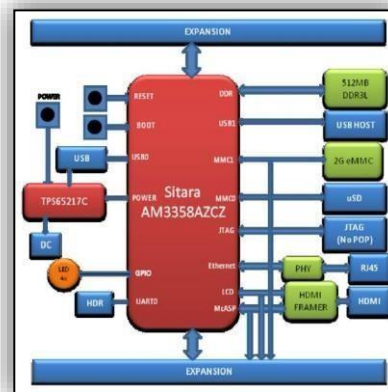 EXPANSION
POWER
RESET
BOOT
USB
USB0
TPS65217C
POWER
DC
LED
4x
GPIO
HDR
UART0
Sitara
AM3358AZCZ
DDR
USB1
MMC1
MMC0
JTAG
Ethernet
LCD
McASP
512MB
DDR3L
USB HOST
2G eMMC
uSD
JTAG
(No POP)
PHY
RJ45
HDMI
FRAMER
HDMI
EXPANSION